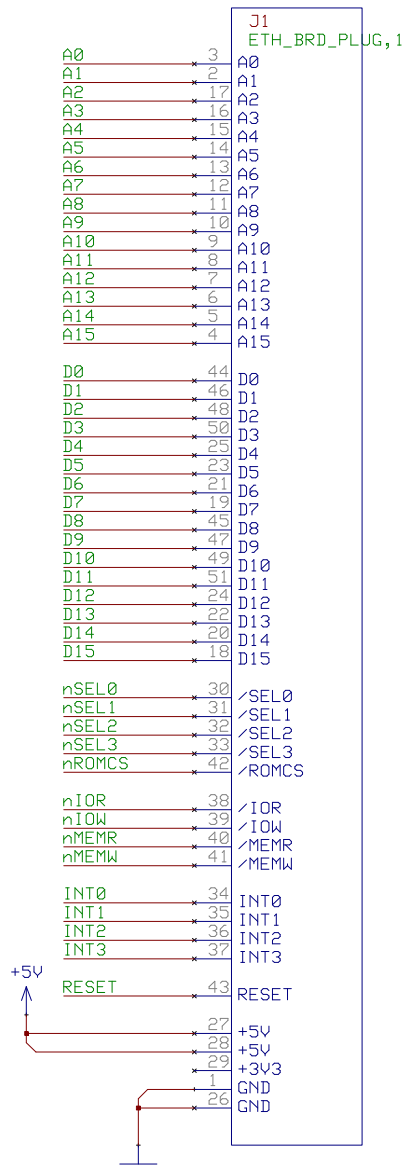 J1
ETH_BRD_PLUG,1
A0 3 A0
A1 2 A1
A2 17 A2
A3 16 A3
A4 15 A4
A5 14 A5
A6 13 A6
A7 12 A7
A8 11 A8
A9 10 A9
A10 9 A10
A11 8 A11
A12 7 A12
A13 6 A13
A14 5 A14
A15 4 A15
D0 44 D0
D1 46 D1
D2 48 D2
D3 50 D3
D4 25 D4
D5 23 D5
D6 21 D6
D7 19 D7
D8 45 D8
D9 47 D9
D10 49 D10
D11 51 D11
D12 24 D12
D13 22 D13
D14 20 D14
D15 18 D15
nSEL0 30 /SEL0
nSEL1 31 /SEL1
nSEL2 32 /SEL2
nSEL3 33 /SEL3
nROMCS 42 /ROMCS
nIOR 38 /IOR
nIOW 39 /IOW
nMEMR 40 /MEMR
nMEMW 41 /MEMW
INT0 34 INT0
INT1 35 INT1
INT2 36 INT2
INT3 37 INT3
+5V
RESET 43 RESET
27 +5V
28 +5V
29 +3V3
1 GND
26 GND